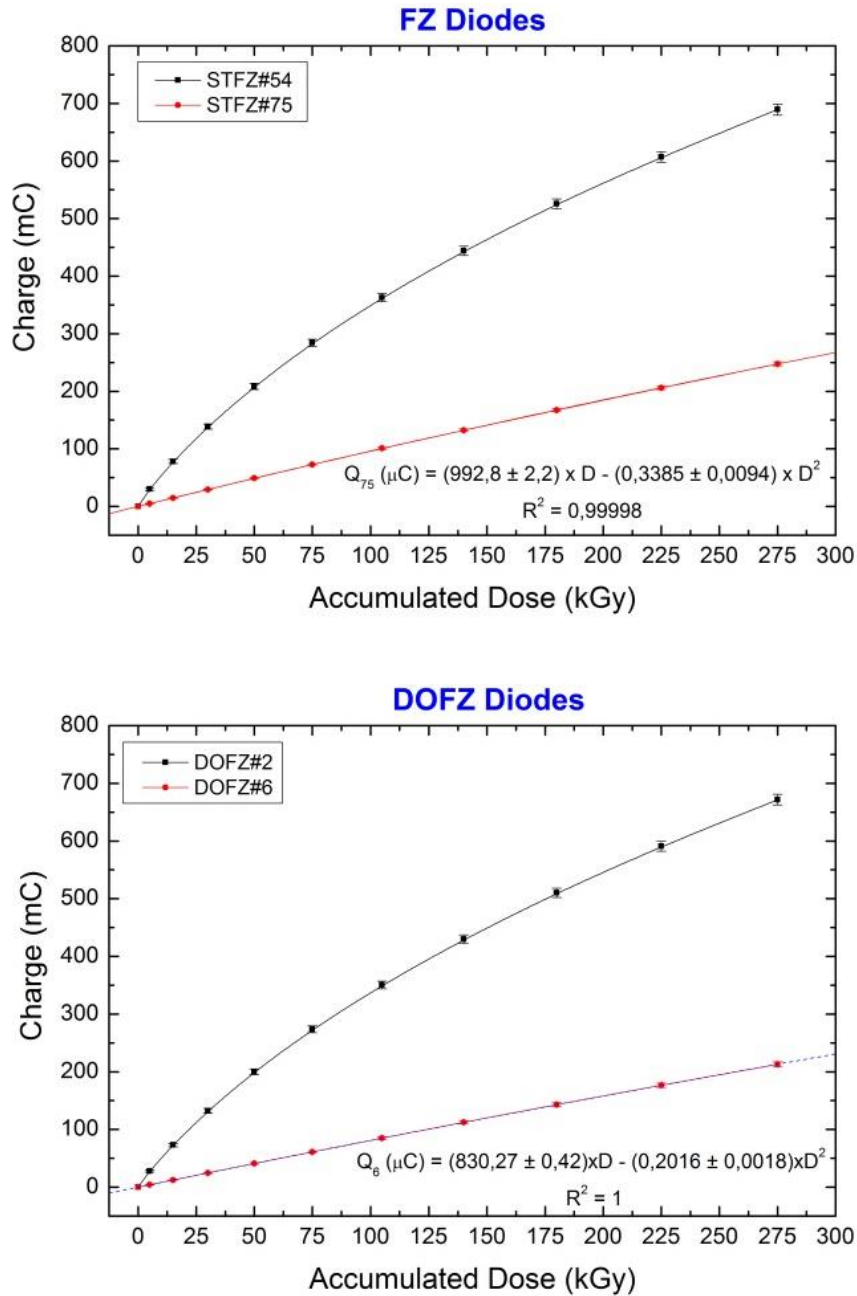 FZ Diodes
800
700
600
500
400
300
200
100
0
Charge (mC)
STFZ#54
STFZ#75
Q₇₅ (μC) = (992,8 ± 2,2) x D - (0,3385 ± 0,0094) x D²
R² = 0,99998
0 25 50 75 100 125 150 175 200 225 250 275 300
Accumulated Dose (kGy)
DOFZ Diodes
800
700
600
500
400
300
200
100
0
Charge (mC)
DOFZ#2
DOFZ#6
Q₆ (μC) = (830,27 ± 0,42)xD - (0,2016 ± 0,0018)xD²
R² = 1
0 25 50 75 100 125 150 175 200 225 250 275 300
Accumulated Dose (kGy)